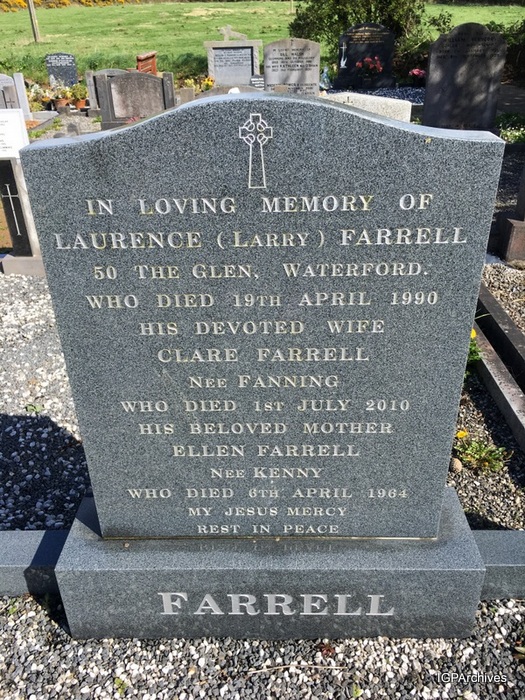 IN LOVING MEMORY OF
LAURENCE (LARRY) FARRELL
50 THE GLEN, WATERFORD.
WHO DIED 19TH APRIL 1990
HIS DEVOTED WIFE
CLARE FARRELL
NEE FANNING
WHO DIED 1ST JULY 2010
HIS BELOVED MOTHER
ELLEN FARRELL
NEE KENNY
WHO DIED 6TH APRIL 1964
MY JESUS MERCY
REST IN PEACE
FARRELL
IGPArchives